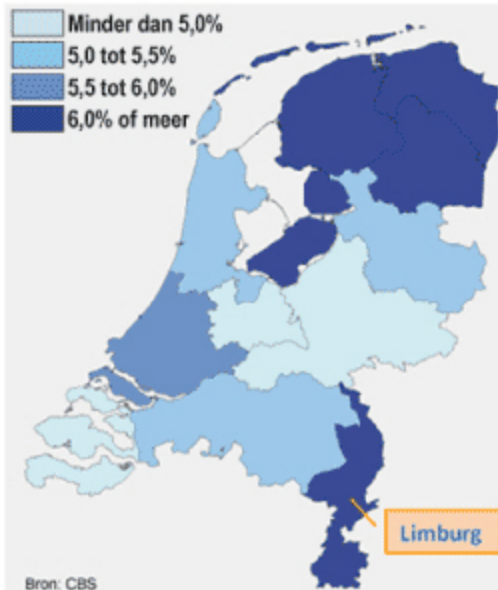 Minder dan 5,0%
5,0 tot 5,5%
5,5 tot 6,0%
6,0% of meer
Limburg
Bron: CBS